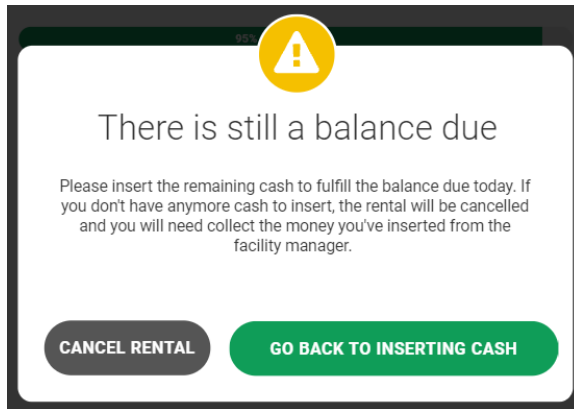 95%
There is still a balance due
Please insert the remaining cash to fulfill the balance due today. If
you don't have anymore cash to insert, the rental will be cancelled
and you will need collect the money you've inserted from the
facility manager.
CANCEL RENTAL
GO BACK TO INSERTING CASH